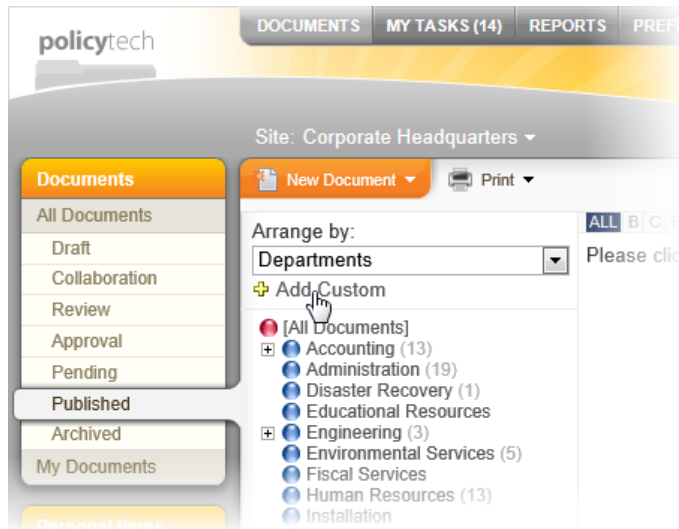 policytech
DOCUMENTS MY TASKS (14) REPORTS
Site: Corporate Headquarters
Documents
New Document Print
All Documents
Draft
Collaboration
Review
Approval
Pending
Published
Archived
My Documents
Personal Items
Arrange by:
Departments
Add Custom
[All Documents]
Accounting (13)
Administration (19)
Disaster Recovery (1)
Educational Resources
Engineering (3)
Environmental Services (5)
Fiscal Services
Human Resources (13)
Installation
ALL B C F
Please